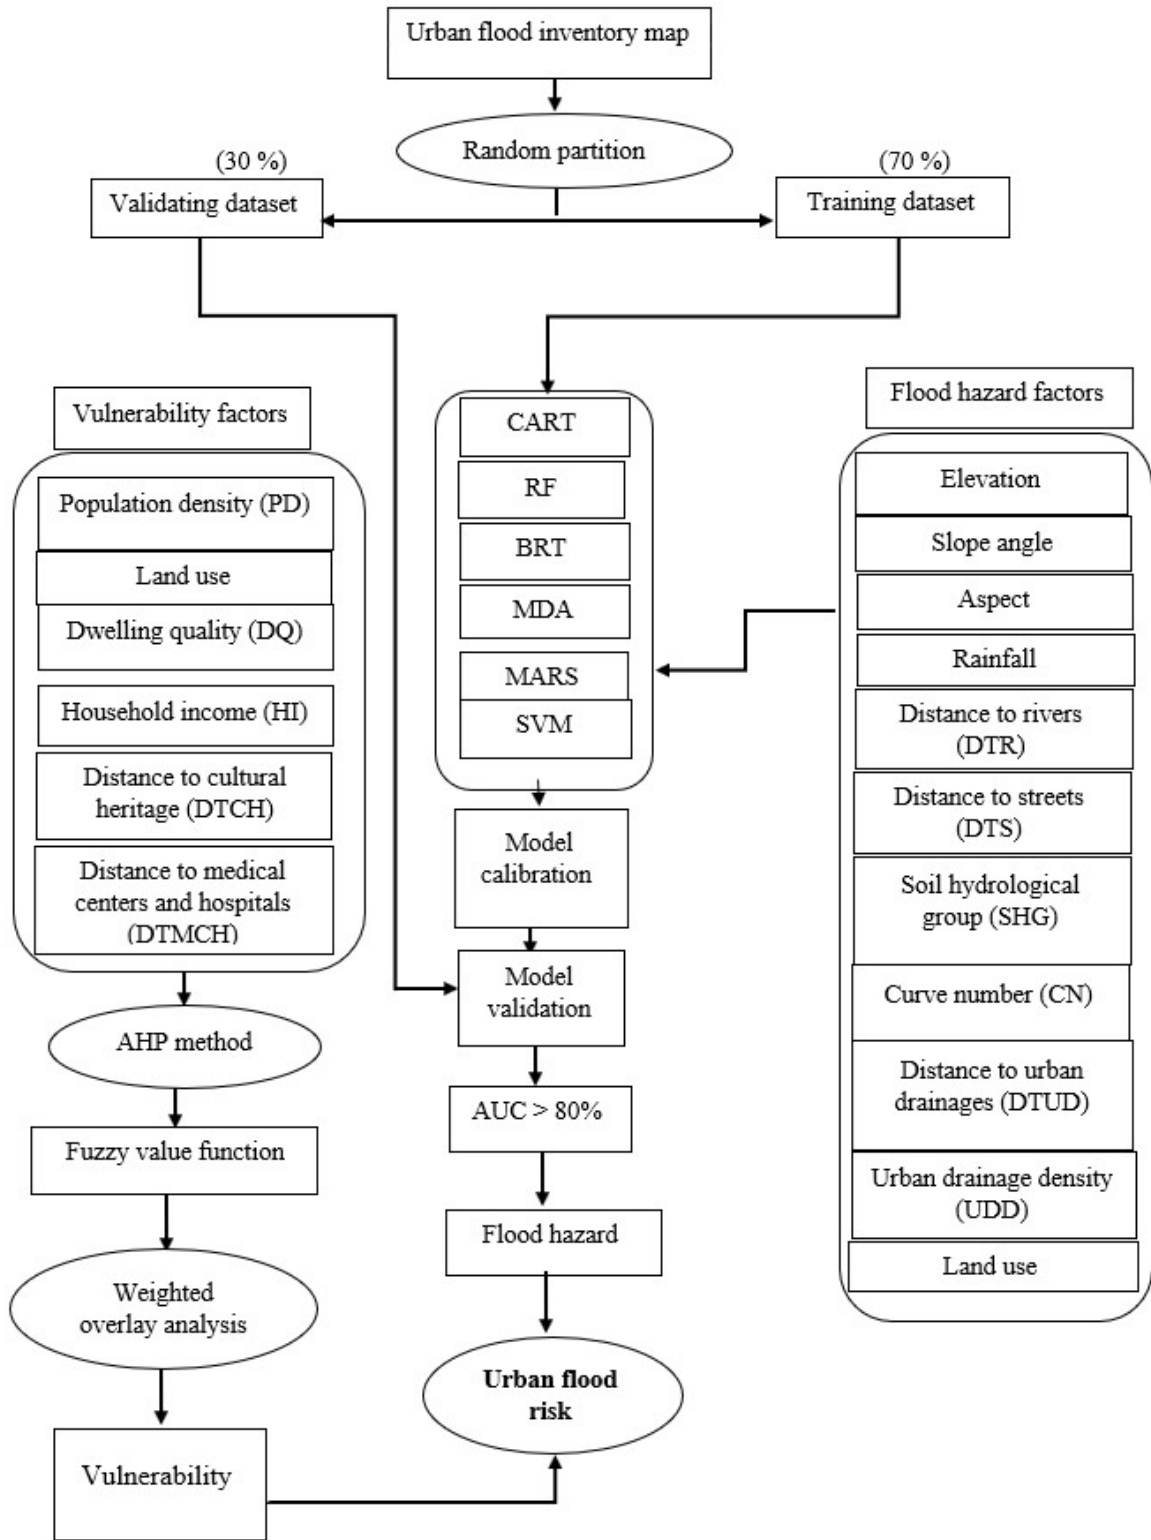 Urban flood inventory map
Random partition
(30 %)
(70 %)
Validating dataset
Training dataset
Vulnerability factors
Population density (PD)
Land use
Dwelling quality (DQ)
Household income (HI)
Distance to cultural
heritage (DTCH)
Distance to medical
centers and hospitals
(DTMCH)
AHP method
Fuzzy value function
Weighted
overlay analysis
Vulnerability
CART
RF
BRT
MDA
MARS
SVM
Model
calibration
Model
validation
AUC > 80%
Flood hazard
Urban flood
risk
Flood hazard factors
Elevation
Slope angle
Aspect
Rainfall
Distance to rivers
(DTR)
Distance to streets
(DTS)
Soil hydrological
group (SHG)
Curve number (CN)
Distance to urban
drainages (DTUD)
Urban drainage density
(UDD)
Land use